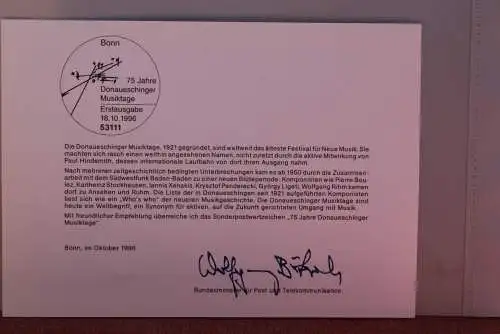 Bonn
75 Jahre
Donaueschinger
Musiktage
Erstausgabe
18.10.1996
53111
Die Donaueschinger Musiktage, 1921 gegründet, sind weltweit das älteste Festival für Neue Musik. Sie
machten sich rasch einen weithin angesehenen Namen, nicht zuletzt durch die aktive Mitwirkung von
Paul Hindemith, dessen internationale Laufbahn von dort ihren Ausgang nahm.
Nach mehreren zeitgeschichtlich bedingten Unterbrechungen kam es ab 1950 durch die Zusammen-
arbeit mit dem Südwestfunk Baden-Baden zu einer neuen Blüteperiode: Komponisten wie Pierre Bou-
lez, Karlheinz Stockhausen, Iannis Xenakis, Krysztof Penderecki, György Ligeti, Wolfgang Rihm kamen
dort zu Ansehen und Ruhm. Die Liste der in Donaueschingen seit 1921 aufgeführten Komponisten
liest sich wie ein „Who's who" der neueren Musikgeschichte. Die Donaueschinger Musiktage sind
heute ein Weltbegriff, ein Synonym für aktiven, auf die Zukunft gerichteten Umgang mit Musik.
Mit freundlicher Empfehlung überreiche ich das Sonderpostwertzeichen „75 Jahre Donaueschinger
Musiktage".
Bonn, im Oktober 1996
Wolfgang Bötsch
Bundesminister für Post und Telekommunikation